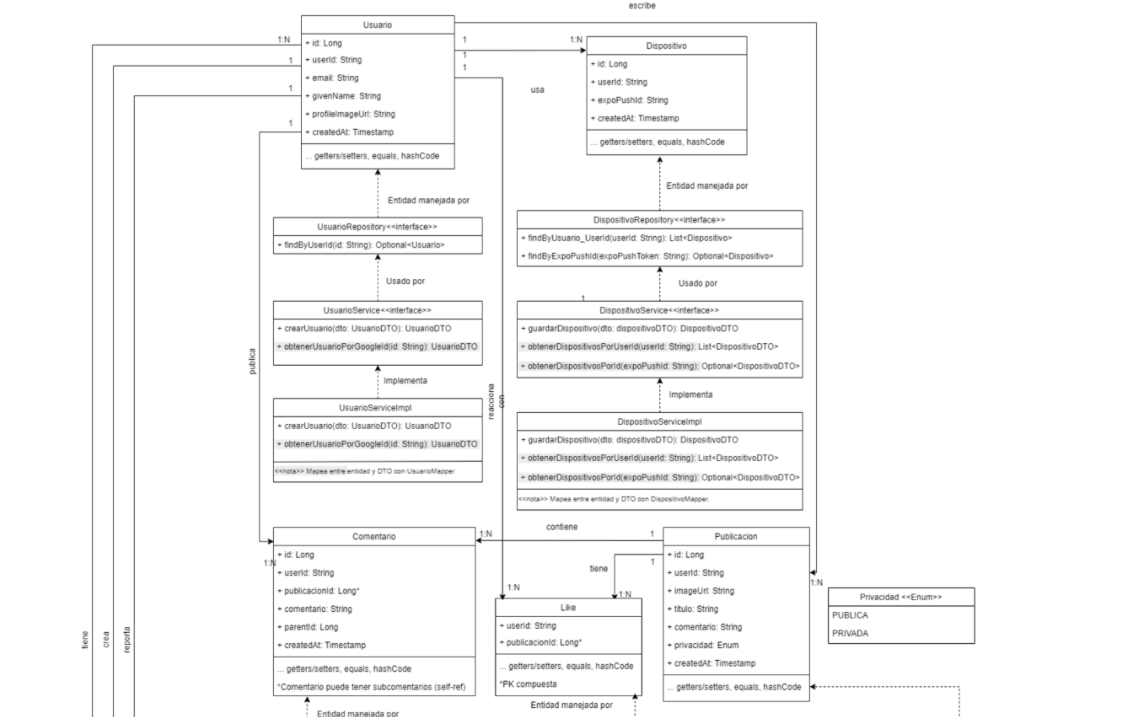 escribe
Usuario
+ id: Long
+ userId: String
+ email: String
+ givenName: String
+ profileImageUrl: String
+ createdAt: Timestamp
... getters/setters, equals, hashCode
1:N
1
1
1
1
1
1
1:N
usa
Dispositivo
+ id: Long
+ userId: String
+ expoPushId: String
+ createdAt: Timestamp
... getters/setters, equals, hashCode
Entidad manejada por
Entidad manejada por
UsuarioRepository<<interface>>
+ findByUserId(id: String): Optional<Usuario>
DispositivoRepository<<interface>>
+ findByUsuario_UserId(userId: String): List<Dispositivo>
+ findByExpoPushId(expoPushToken: String): Optional<Dispositivo>
Usado por
Usado por
1
UsuarioService<<interface>>
+ crearUsuario(dto: UsuarioDTO): UsuarioDTO
+ obtenerUsuarioPorGoogleId(id: String): UsuarioDTO
DispositivoService<<interface>>
+ guardarDispositivo(dto: dispositivoDTO): DispositivoDTO
+ obtenerDispositivosPorUserId(userId: String): List<DispositivoDTO>
+ obtenerDispositivosPorId(expoPushId: String): Optional<DispositivoDTO>
publica
Implementa
reacciona
con
Implementa
UsuarioServiceImpl
+ crearUsuario(dto: UsuarioDTO): UsuarioDTO
+ obtenerUsuarioPorGoogleId(id: String): UsuarioDTO
<<nota>> Mapea entre entidad y DTO con UsuarioMapper
DispositivoServiceImpl
+ guardarDispositivo(dto: dispositivoDTO): DispositivoDTO
+ obtenerDispositivosPorUserId(userId: String): List<DispositivoDTO>
+ obtenerDispositivosPorId(expoPushId: String): Optional<DispositivoDTO>
<<nota>> Mapea entre entidad y DTO con DispositivoMapper.
contiene
1:N
1
Comentario
1:N
+ id: Long
+ userId: String
+ publicacionId: Long*
+ comentario: String
+ parentId: Long
+ createdAt: Timestamp
... getters/setters, equals, hashCode
*Comentario puede tener subcomentarios (self-ref)
tiene
1
1:N
1:N
Like
+ userId: String
+ publicacionId: Long*
... getters/setters, equals, hashCode
*PK compuesta
Publicacion
+ id: Long
+ userId: String
+ imageUrl: String
+ titulo: String
+ comentario: String
+ privacidad: Enum
+ createdAt: Timestamp
... getters/setters, equals, hashCode
1:N
Privacidad <<Enum>>
PUBLICA
PRIVADA
tiene
crea
reporta
Entidad manejada por
Entidad manejada por